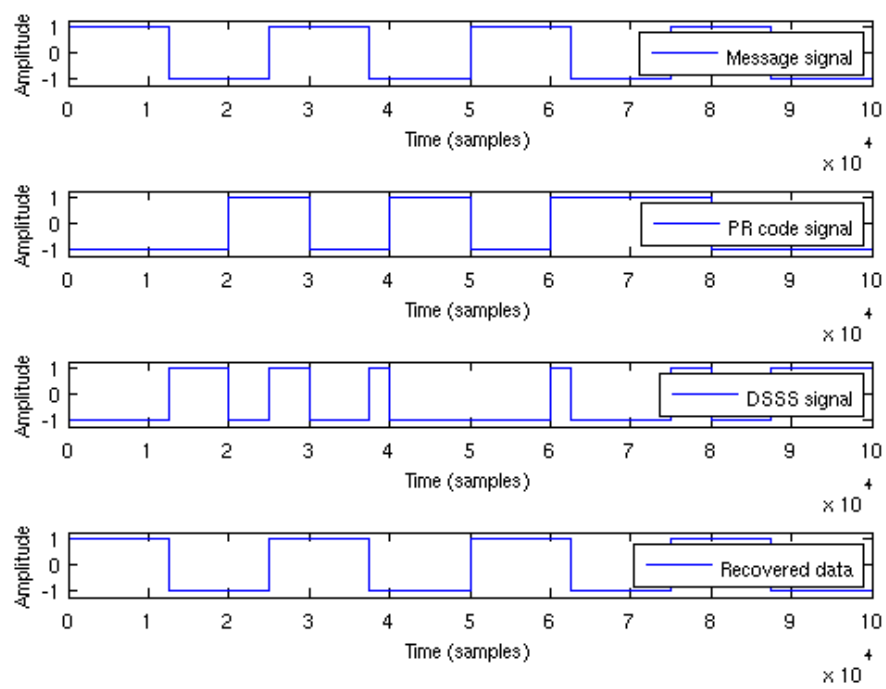 Amplitude
1
0
-1
Message signal
0 1 2 3 4 5 6 7 8 9 10
Time (samples)
x 10^4
Amplitude
1
0
-1
PR code signal
0 1 2 3 4 5 6 7 8 9 10
Time (samples)
x 10^4
Amplitude
1
0
-1
DSSS signal
0 1 2 3 4 5 6 7 8 9 10
Time (samples)
x 10^4
Amplitude
1
0
-1
Recovered data
0 1 2 3 4 5 6 7 8 9 10
Time (samples)
x 10^4